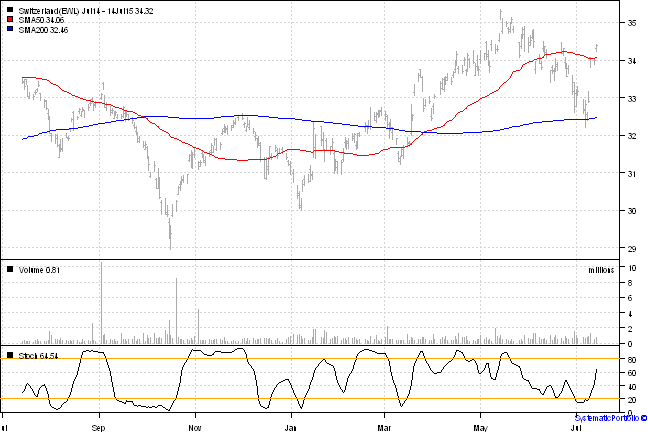 Switzerland(EWL) Jul14 - 14Jul15 34.32
SMA50 34.06
SMA200 32.46
35
34
33
32
31
30
29
Volume 0.81
millions
10
8
6
4
2
0
Stoch 64.54
80
60
40
20
0
Jul Sep Nov Jan Mar May Jul
SystematicPortfolio ©